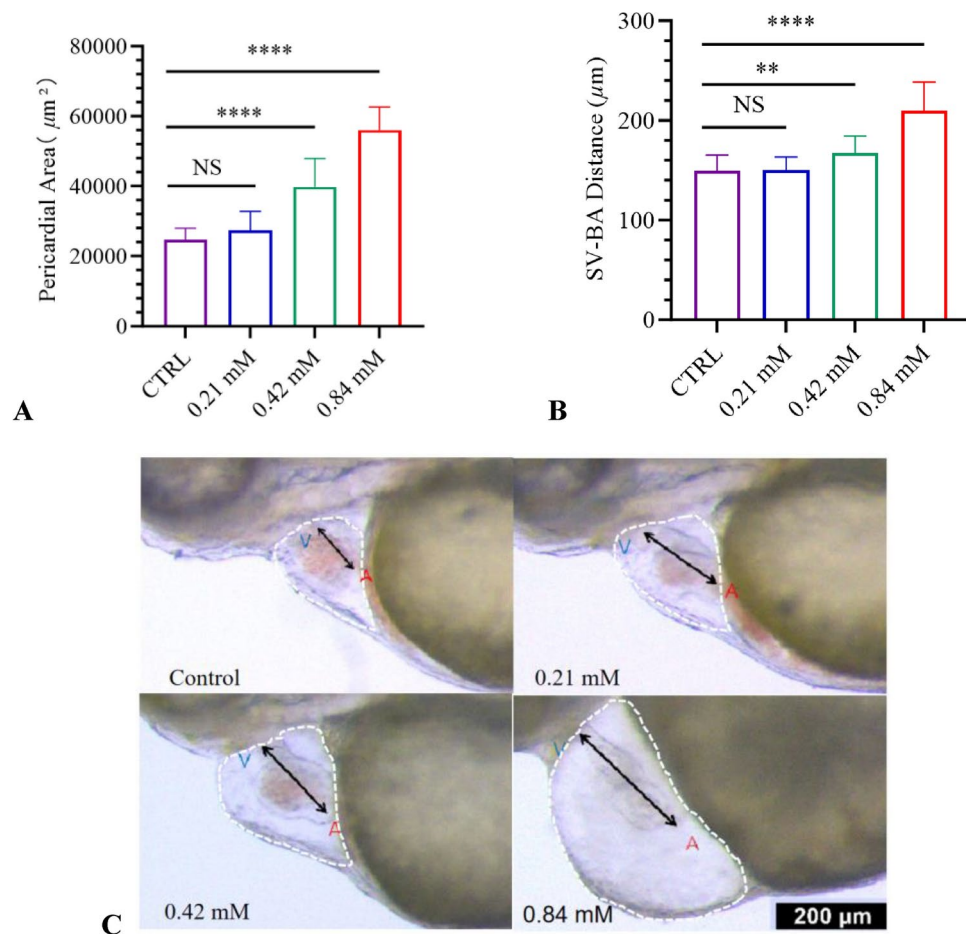 80000
60000
40000
20000
0
Pericardial Area ( μm²)
****
****
NS
CTRL
0.21 mM
0.42 mM
0.84 mM
A
300
200
100
0
SV-BA Distance (μm)
****
**
NS
CTRL
0.21 mM
0.42 mM
0.84 mM
B
V
A
Control
V
A
0.21 mM
V
A
0.42 mM
V
A
0.84 mM
200 μm
C